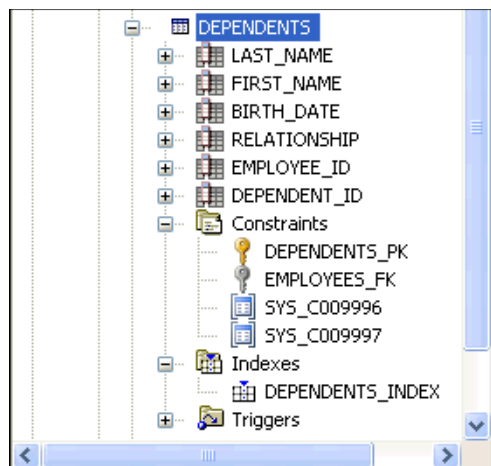 DEPENDENTS
LAST_NAME
FIRST_NAME
BIRTH_DATE
RELATIONSHIP
EMPLOYEE_ID
DEPENDENT_ID
Constraints
DEPENDENTS_PK
EMPLOYEES_FK
SYS_C009996
SYS_C009997
Indexes
DEPENDENTS_INDEX
Triggers